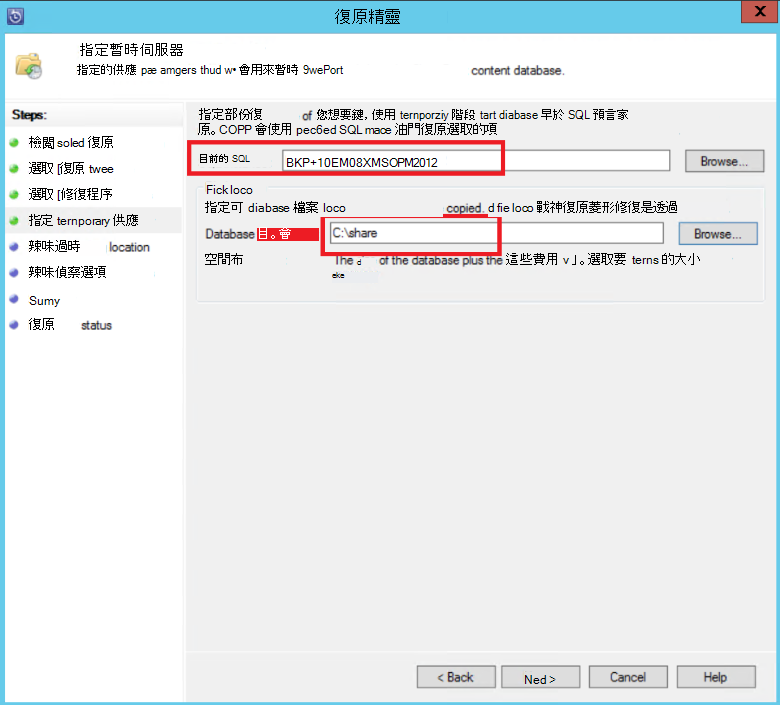 復原精靈
指定暫時伺服器
指定的供應 pæ amgers thud w• 會用來暫時 9wePort content database.
Steps:
檢閱 soled 復原
選取 [復原 twee
選取 [修復程序
指定 ternporary 供應
辣味過時 location
辣味偵察選項
Sumy
復原 status
指定部份復 of 您想要鍵, 使用 ternporziy 階段 tart diabase 早於 SQL 預言家
原。COPP 會使用 pec6ed SQL mace 油門復原選取的項
目前的 SQL BKP+10EM08XMSOPM2012 Browse...
Fick loco
指定可 diabase 檔案 loco copied. d fie loco 戰神復原菱形修復是透過
Database 目。會 C:\share Browse...
空間布 The of the database plus the 這些費用 v 」。選取要 terns 的大小
eke
< Back Ned > Cancel Help